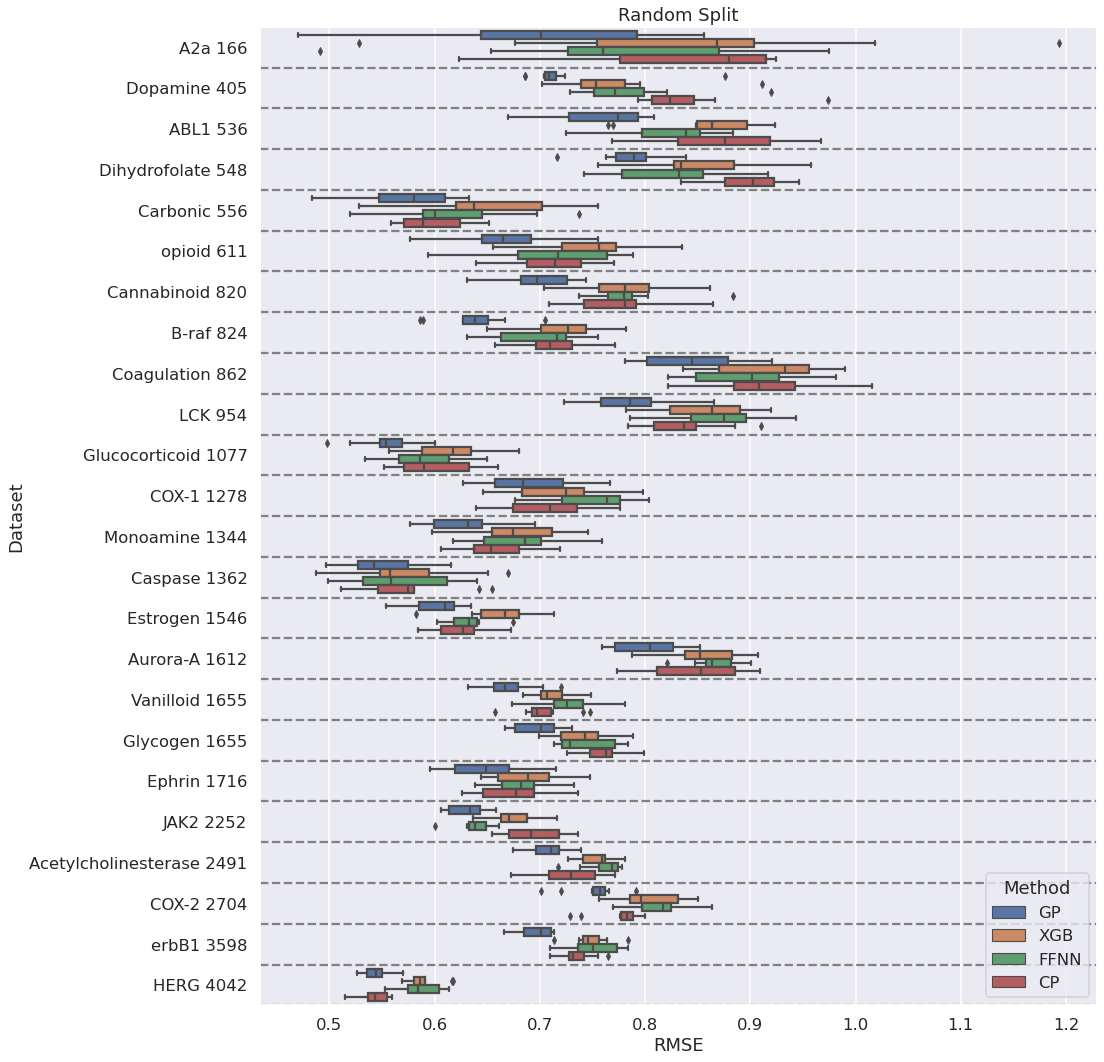 Random Split
Dataset
A2a 166
Dopamine 405
ABL1 536
Dihydrofolate 548
Carbonic 556
opioid 611
Cannabinoid 820
B-raf 824
Coagulation 862
LCK 954
Glucocorticoid 1077
COX-1 1278
Monoamine 1344
Caspase 1362
Estrogen 1546
Aurora-A 1612
Vanilloid 1655
Glycogen 1655
Ephrin 1716
JAK2 2252
Acetylcholinesterase 2491
COX-2 2704
erbB1 3598
HERG 4042
Method
GP
XGB
FFNN
CP
0.5 0.6 0.7 0.8 0.9 1.0 1.1 1.2
RMSE